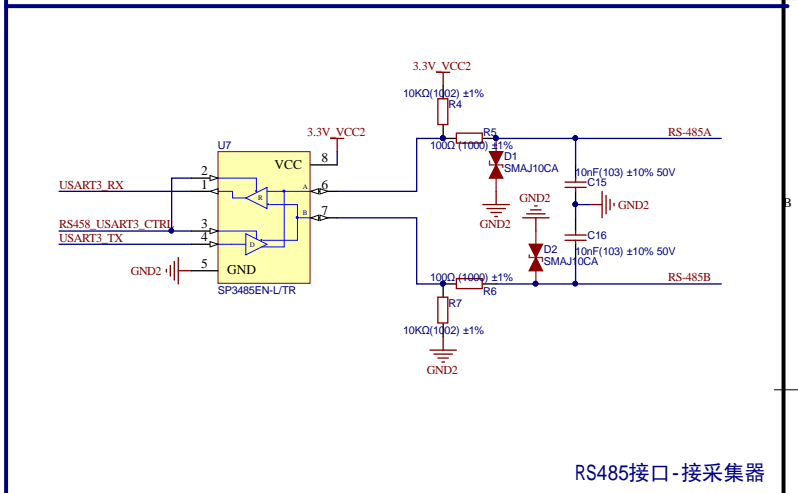 3.3V_VCC2
10KΩ(1002) ±1%
R4
3.3V_VCC2
R5
RS-485A
100Ω (1000) ±1%
U7
D1
SMAJ10CA
VCC
8
2
10nF(103) ±10% 50V
C15
USART3_RX
1
R
A
6
GND2
GND2
B
GND2
B
7
RS458_USART3_CTRL
3
USART3_TX
4
D
C16
D2
10nF(103) ±10% 50V
SMAJ10CA
GND2
5
GND
100Ω (1000) ±1%
RS-485B
SP3485EN-L/TR
R6
R7
10KΩ(1002) ±1%
GND2
RS485接口-接采集器